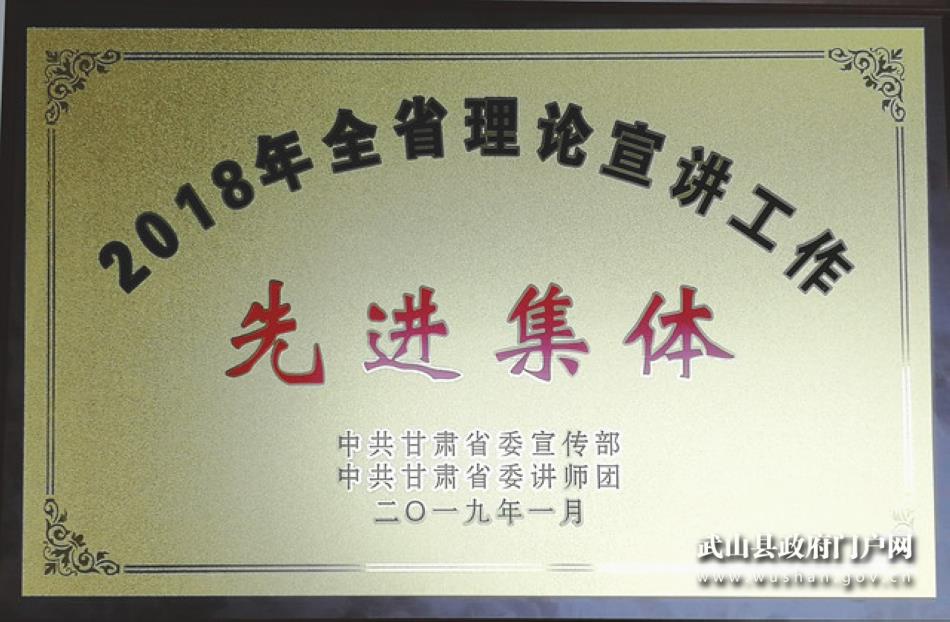 2018年全省理论宣讲工作
先进集体
中共甘肃省委宣传部
中共甘肃省委讲师团
二〇一九年一月
武山县政府门户网
www.wushan.gov.cn